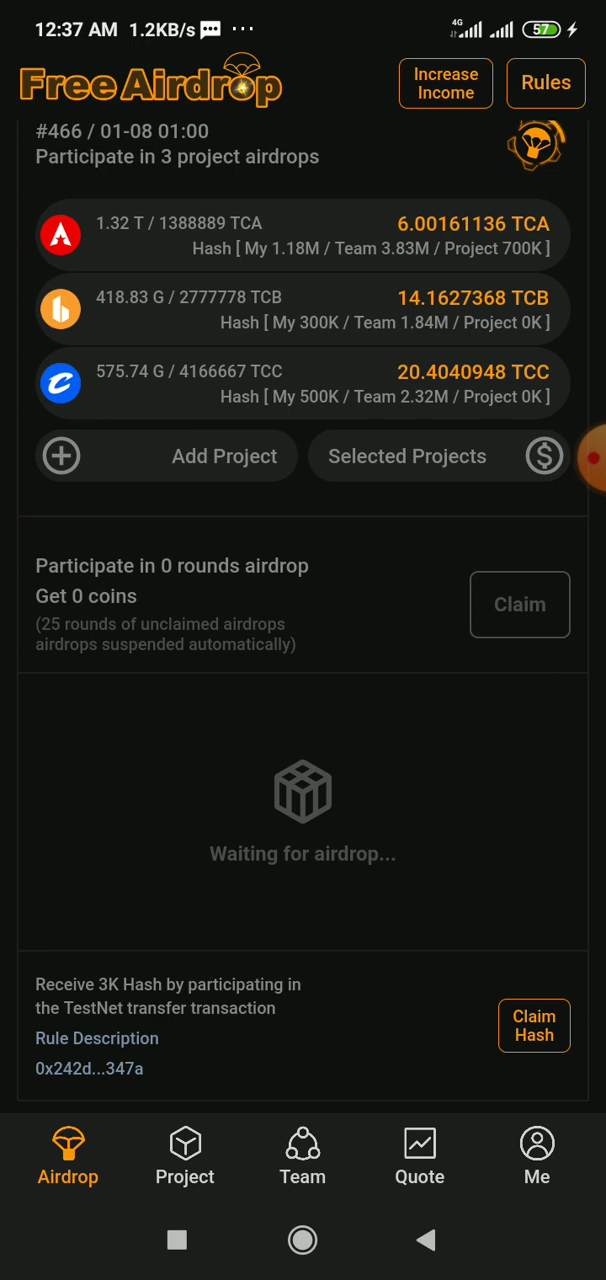 12:37 AM 1.2KB/s ...
4G 57
Free Airdrop
Increase
Income
Rules
#466 / 01-08 01:00
Participate in 3 project airdrops
1.32 T / 1388889 TCA 6.00161136 TCA
Hash [ My 1.18M / Team 3.83M / Project 700K ]
418.83 G / 2777778 TCB 14.1627368 TCB
Hash [ My 300K / Team 1.84M / Project 0K ]
575.74 G / 4166667 TCC 20.4040948 TCC
Hash [ My 500K / Team 2.32M / Project 0K ]
Add Project Selected Projects
Participate in 0 rounds airdrop
Get 0 coins
(25 rounds of unclaimed airdrops
airdrops suspended automatically)
Claim
Waiting for airdrop...
Receive 3K Hash by participating in
the TestNet transfer transaction
Rule Description
0x242d...347a
Claim
Hash
Airdrop Project Team Quote Me